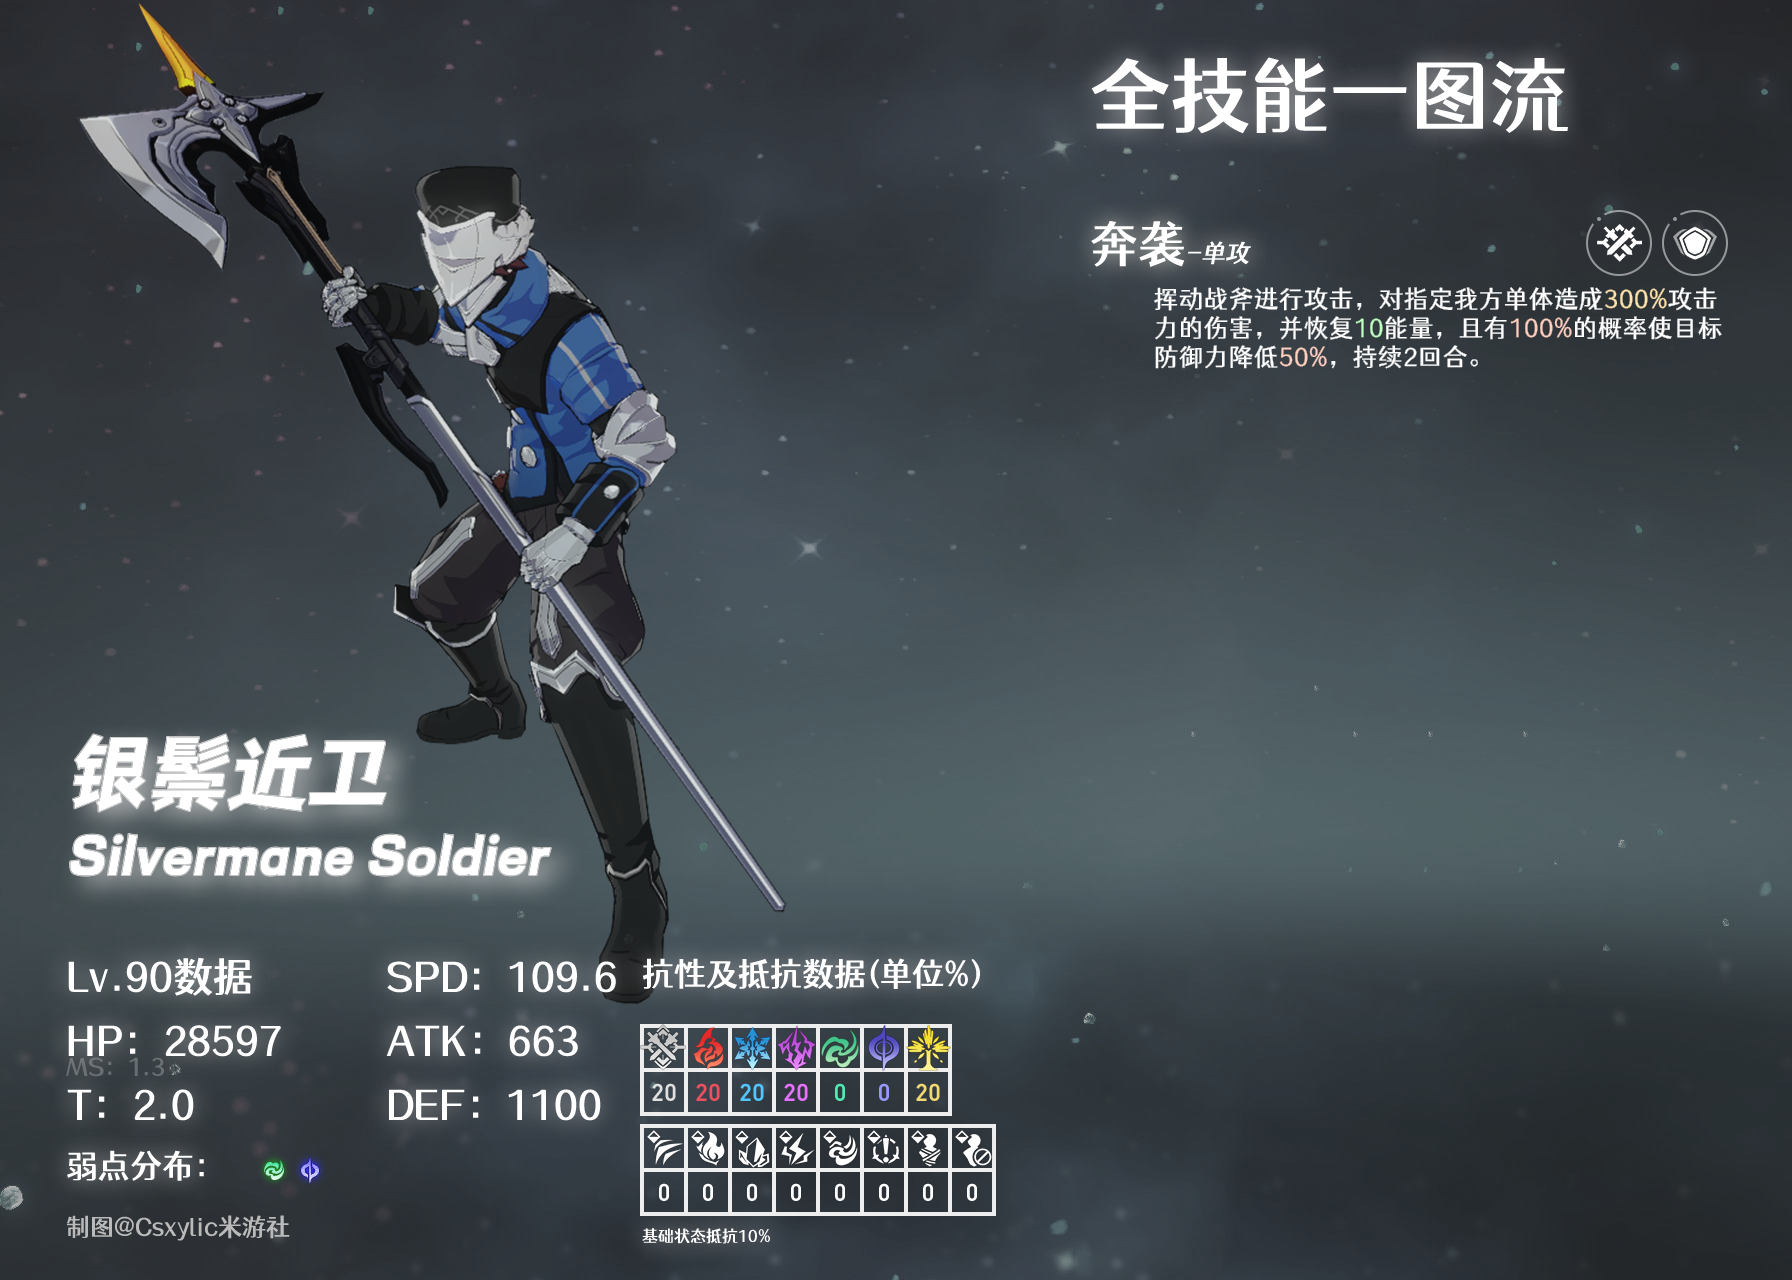 全技能一图流
奔袭-单攻
挥动战斧进行攻击，对指定我方单体造成300%攻击
力的伤害，并恢复10能量，且有100%的概率使目标
防御力降低50%，持续2回合。
银鬃近卫
Silvermane Soldier
Lv.90数据
SPD：109.6
HP：28597
ATK：663
MS：1.3
T：2.0
DEF：1100
弱点分布：
制图@Csxylic米游社
抗性及抵抗数据(单位%)
20 20 20 20 0 0 20
0 0 0 0 0 0 0 0
基础状态抵抗10%